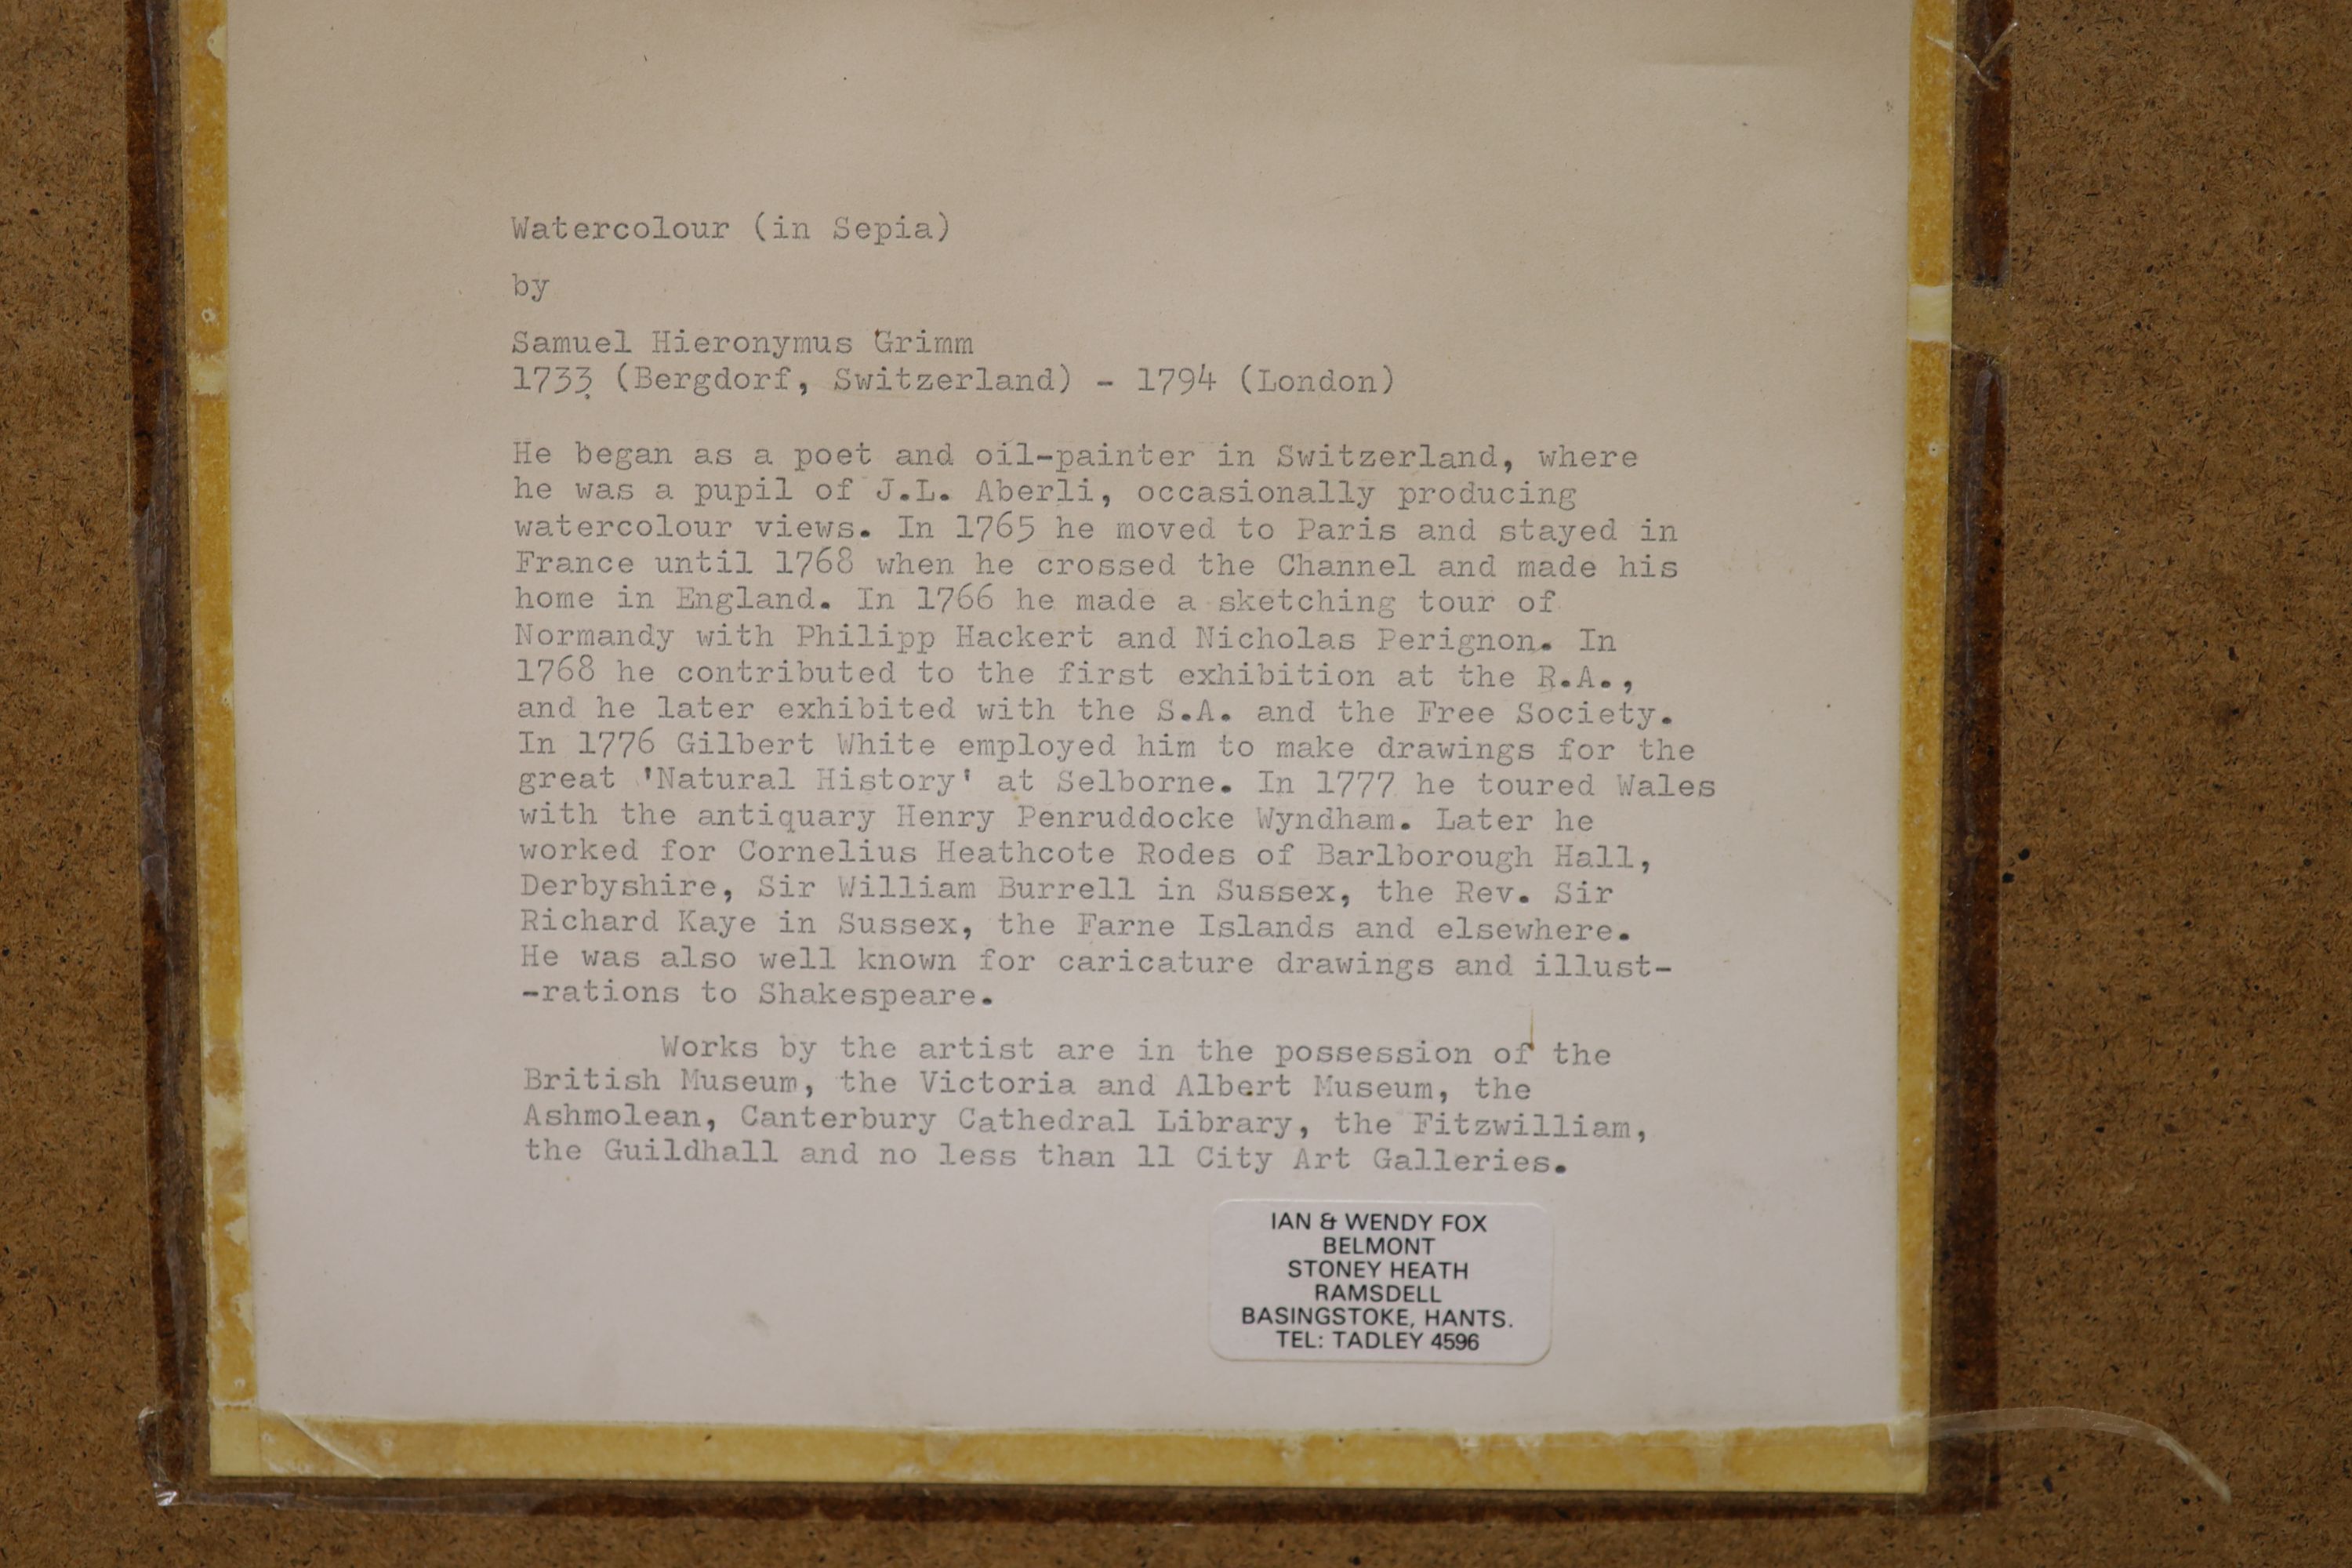 Watercolour (in Sepia)
by
Samuel Hieronymus Grimm
1733 (Bergdorf, Switzerland) - 1794 (London)
He began as a poet and oil-painter in Switzerland, where
he was a pupil of J.L. Aberli, occasionally producing
watercolour views. In 1765 he moved to Paris and stayed in
France until 1768 when he crossed the Channel and made his
home in England. In 1766 he made a sketching tour of
Normandy with Philipp Hackert and Nicholas Perignon. In
1768 he contributed to the first exhibition at the R.A.,
and he later exhibited with the S.A. and the Free Society.
In 1776 Gilbert White employed him to make drawings for the
great 'Natural History' at Selborne. In 1777 he toured Wales
with the antiquary Henry Penruddocke Wyndham. Later he
worked for Cornelius Heathcote Rodes of Barlborough Hall,
Derbyshire, Sir William Burrell in Sussex, the Rev. Sir
Richard Kaye in Sussex, the Farne Islands and elsewhere.
He was also well known for caricature drawings and illust-
-rations to Shakespeare.
Works by the artist are in the possession of the
British Museum, the Victoria and Albert Museum, the
Ashmolean, Canterbury Cathedral Library, the Fitzwilliam,
the Guildhall and no less than 11 City Art Galleries.
IAN & WENDY FOX
BELMONT
STONEY HEATH
RAMSDELL
BASINGSTOKE, HANTS.
TEL: TADLEY 4596